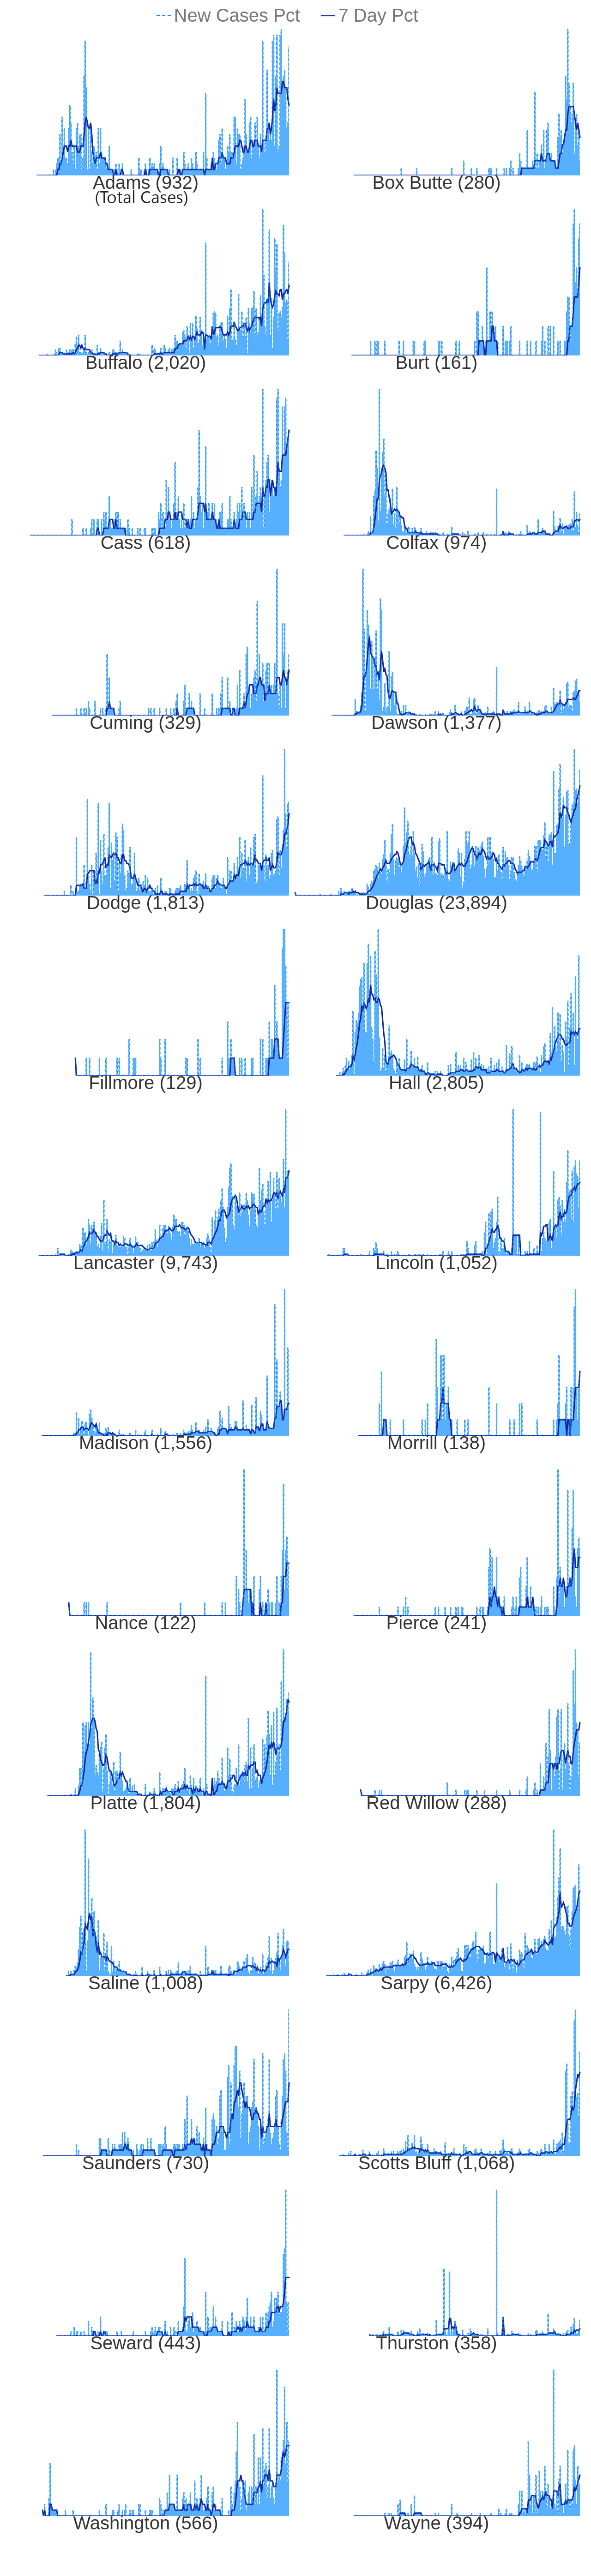 New Cases Pct 7 Day Pct
Adams (932) Box Butte (280)
(Total Cases)
Buffalo (2,020) Burt (161)
Cass (618) Colfax (974)
Cuming (329) Dawson (1,377)
Dodge (1,813) Douglas (23,894)
Fillmore (129) Hall (2,805)
Lancaster (9,743) Lincoln (1,052)
Madison (1,556) Morrill (138)
Nance (122) Pierce (241)
Platte (1,804) Red Willow (288)
Saline (1,008) Sarpy (6,426)
Saunders (730) Scotts Bluff (1,068)
Seward (443) Thurston (358)
Washington (566) Wayne (394)